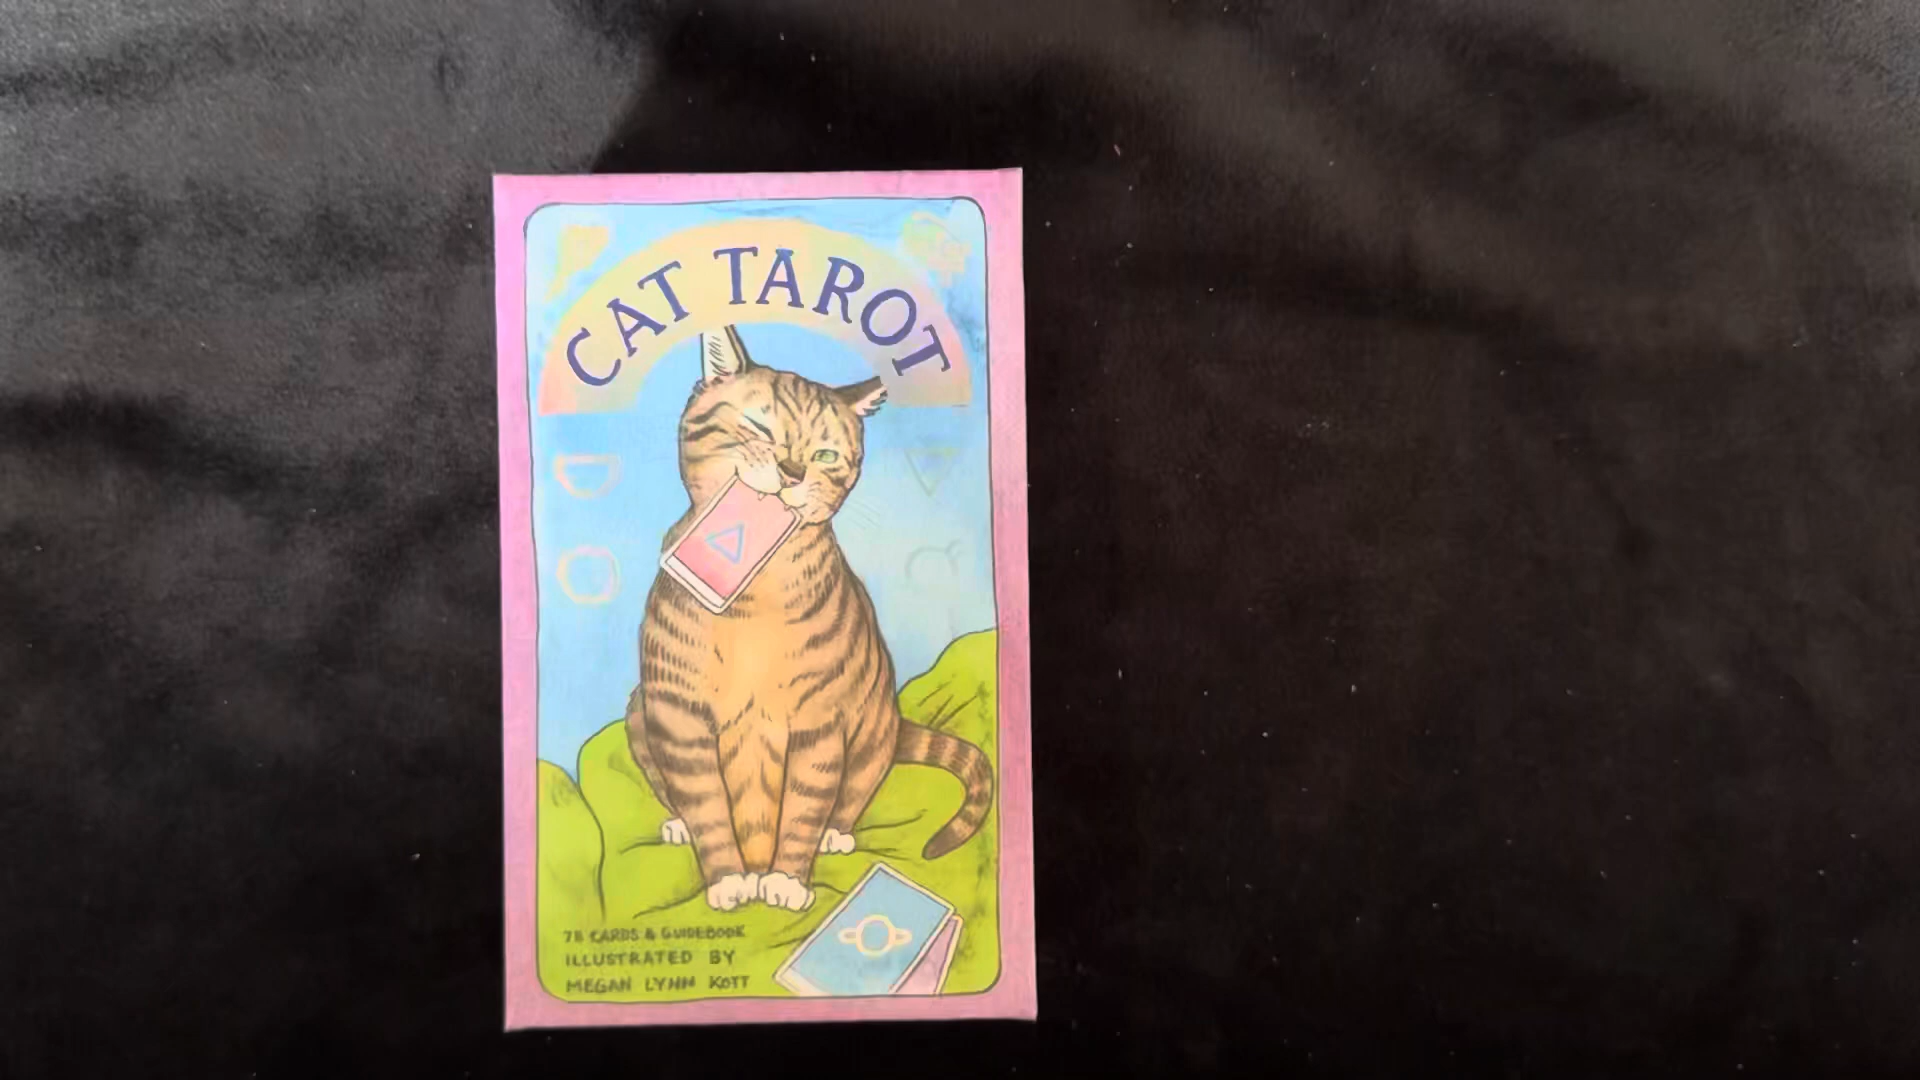 CAT TAROT
78 CARDS & GUIDEBOOK
ILLUSTRATED BY
MEGAN LYNN KOTT